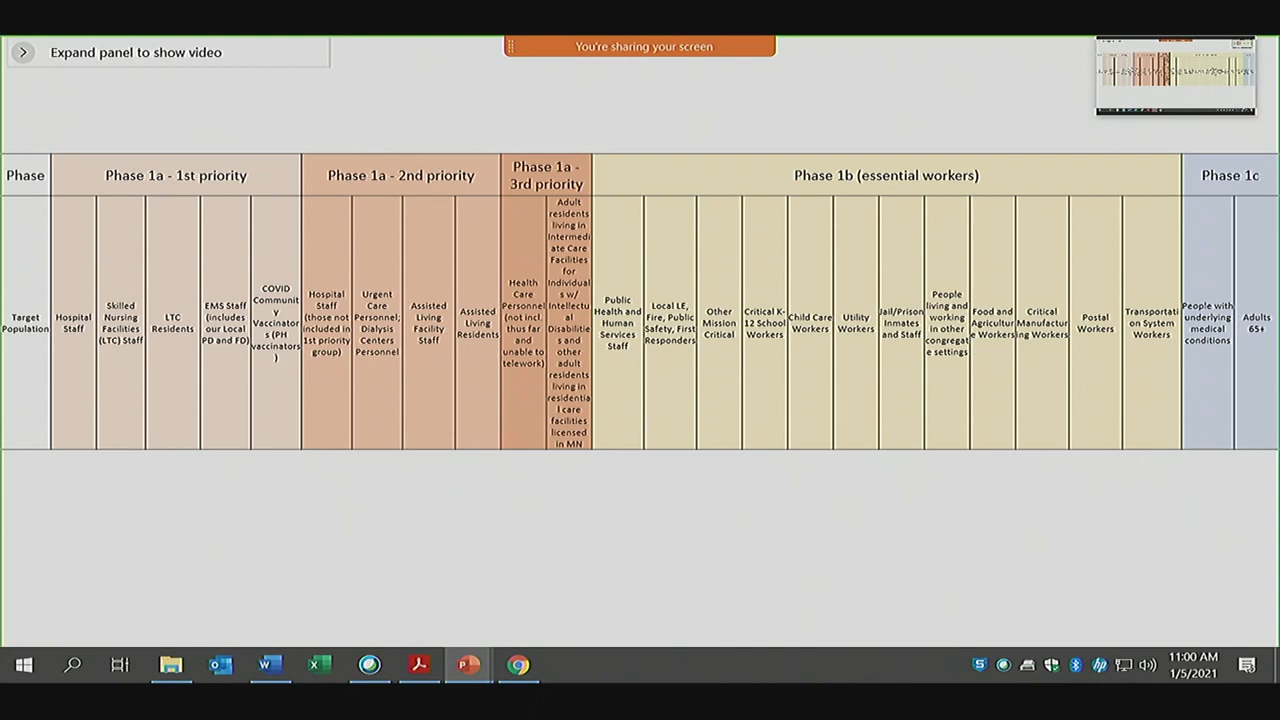 Expand panel to show video
You're sharing your screen
Phase
Phase 1a - 1st priority
Phase 1a - 2nd priority
Phase 1a -
3rd priority
Phase 1b (essential workers)
Phase 1c
Target
Population
Hospital
Staff
Skilled
Nursing
Facilities
(LTC) Staff
LTC
Residents
EMS Staff
(includes
our Local
PD and FD)
COVID
Communit
y
Vaccinator
s (PH
vaccinators
)
Hospital
Staff
(those not
included in
1st priority
group)
Urgent
Care
Personnel;
Dialysis
Centers
Personnel
Assisted
Living
Facility
Staff
Assisted
Living
Residents
Health
Care
Personnel
(not incl.
thus far
and
unable to
telework)
Adult
residents
living in
Intermedi
ate Care
Facilities
for
Individual
s w/
Intellectu
al
Disabilitie
s and
other
adult
residents
living in
residentia
l care
facilities
licensed
in MN
Public
Health and
Human
Services
Staff
Local LE,
Fire, Public
Safety, First
Responders
Other
Mission
Critical
Critical K-
12 School
Workers
Child Care
Workers
Utility
Workers
Jail/Prison
Inmates
and Staff
People
living and
working
in other
congregat
e settings
Food and
Agricultur
e Workers
Critical
Manufactur
ing Workers
Postal
Workers
Transportati
on System
Workers
People with
underlying
medical
conditions
Adults
65+
11:00 AM
1/5/2021